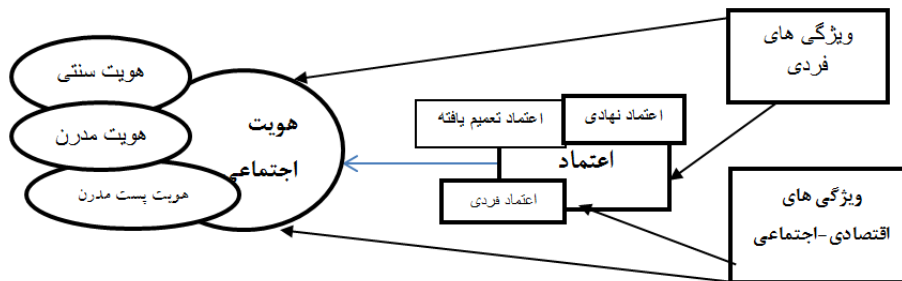 ویژگی های
فردی
هویت سنتی
هویت مدرن
هویت پست مدرن
هویت
اجتماعی
اعتماد تعمیم یافته
اعتماد نهادی
اعتماد
اعتماد فردی
ویژگی های
اقتصادی-اجتماعی